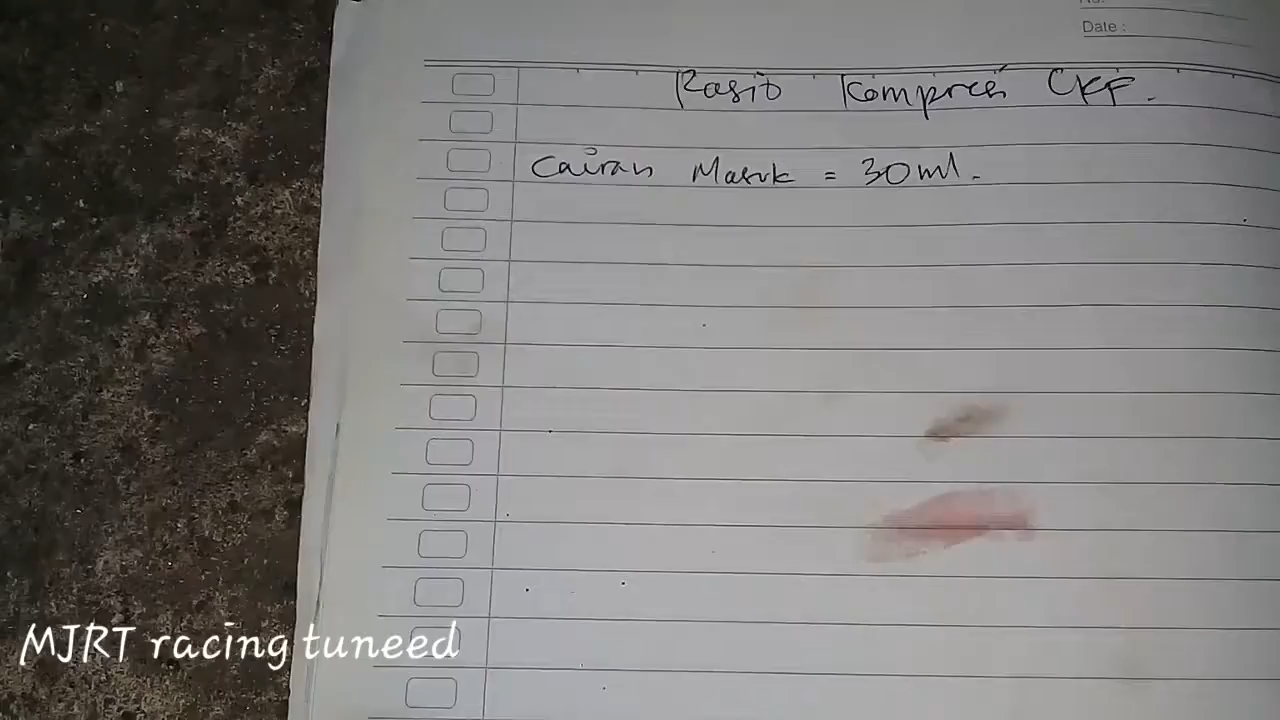 Date :
Rasio Kompresi CKF.
Cairan Masuk = 30 ml.
MJRT racing tuneed